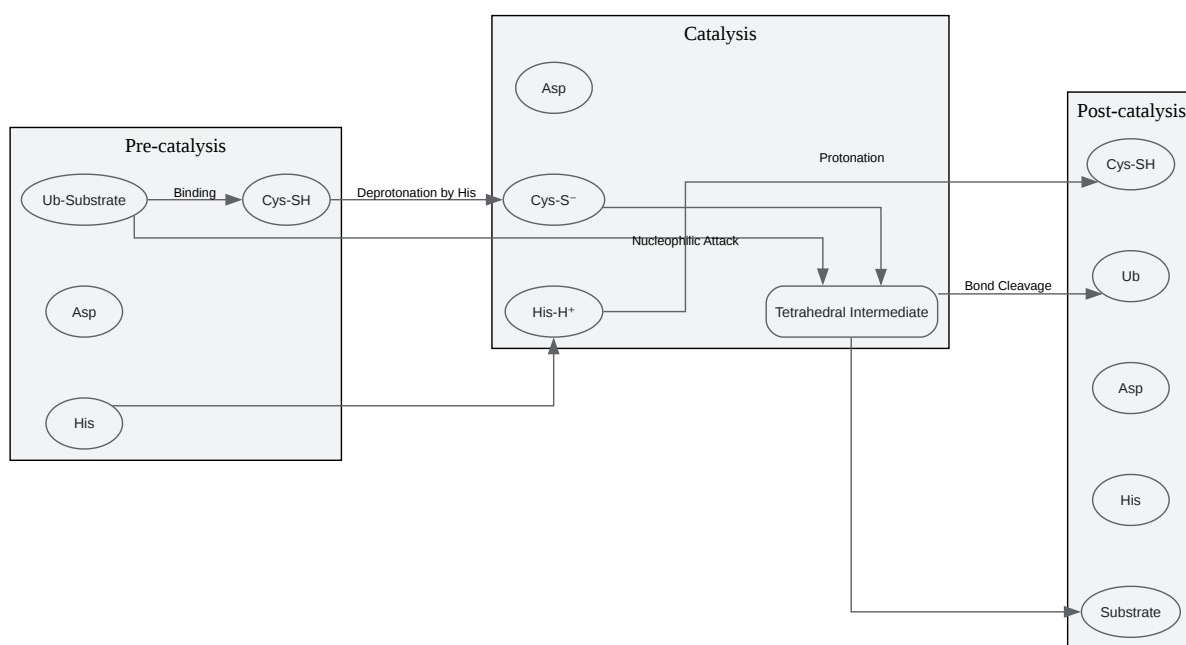 Pre-catalysis
Ub-Substrate
Binding
Cys-SH
Asp
His
Deprotonation by His
Catalysis
Asp
Cys-S⁻
Nucleophilic Attack
His-H⁺
Tetrahedral Intermediate
Protonation
Bond Cleavage
Post-catalysis
Cys-SH
Ub
Asp
His
Substrate